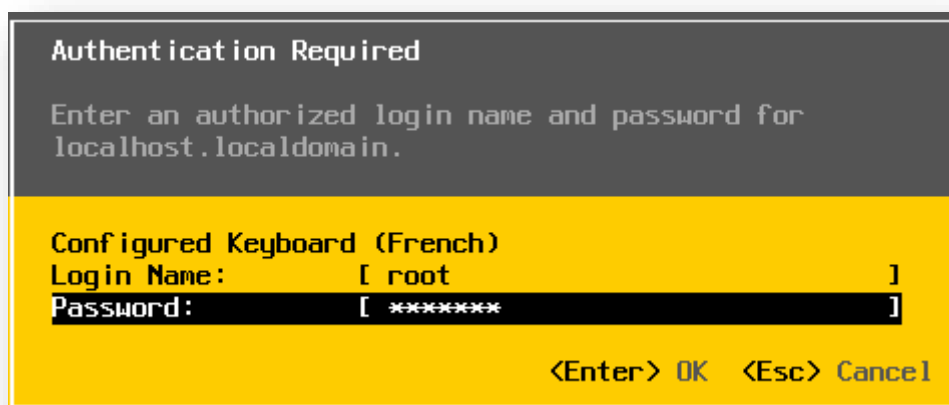 Authentication Required
Enter an authorized login name and password for
localhost.localdomain.
Configured Keyboard (French)
Login Name: [ root ]
Password: [ ******* ]
<Enter> OK <Esc> Cancel